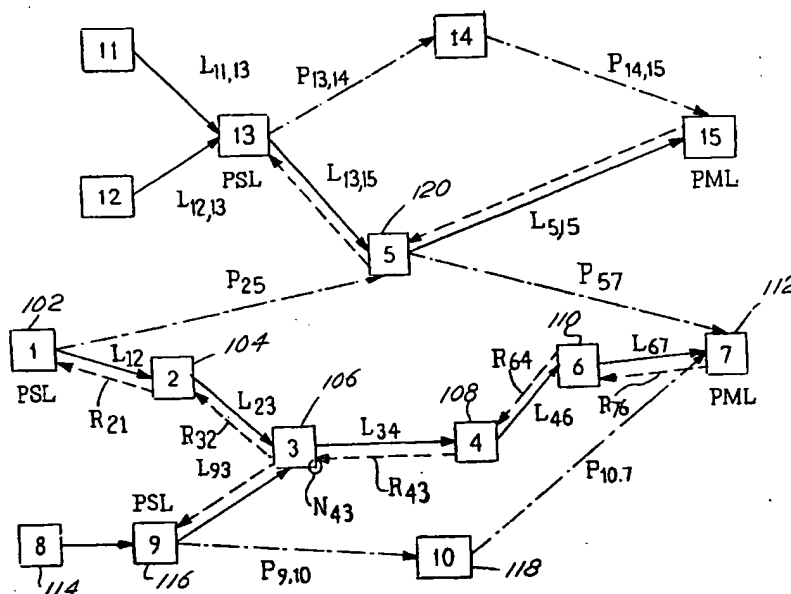 11
14
L11,13
P13,14
P14,15
13
15
PSL
PML
12
L12,13
L13,15
120
5
L5,15
P25
P57
102
112
1
L12
104
110
6
L67
7
R64
PSL
R21
2
L23
106
108
R76
PML
R32
3
L34
4
L46
L93
PSL
N43
R43
P10.7
8
9
10
114
116
P9,10
118